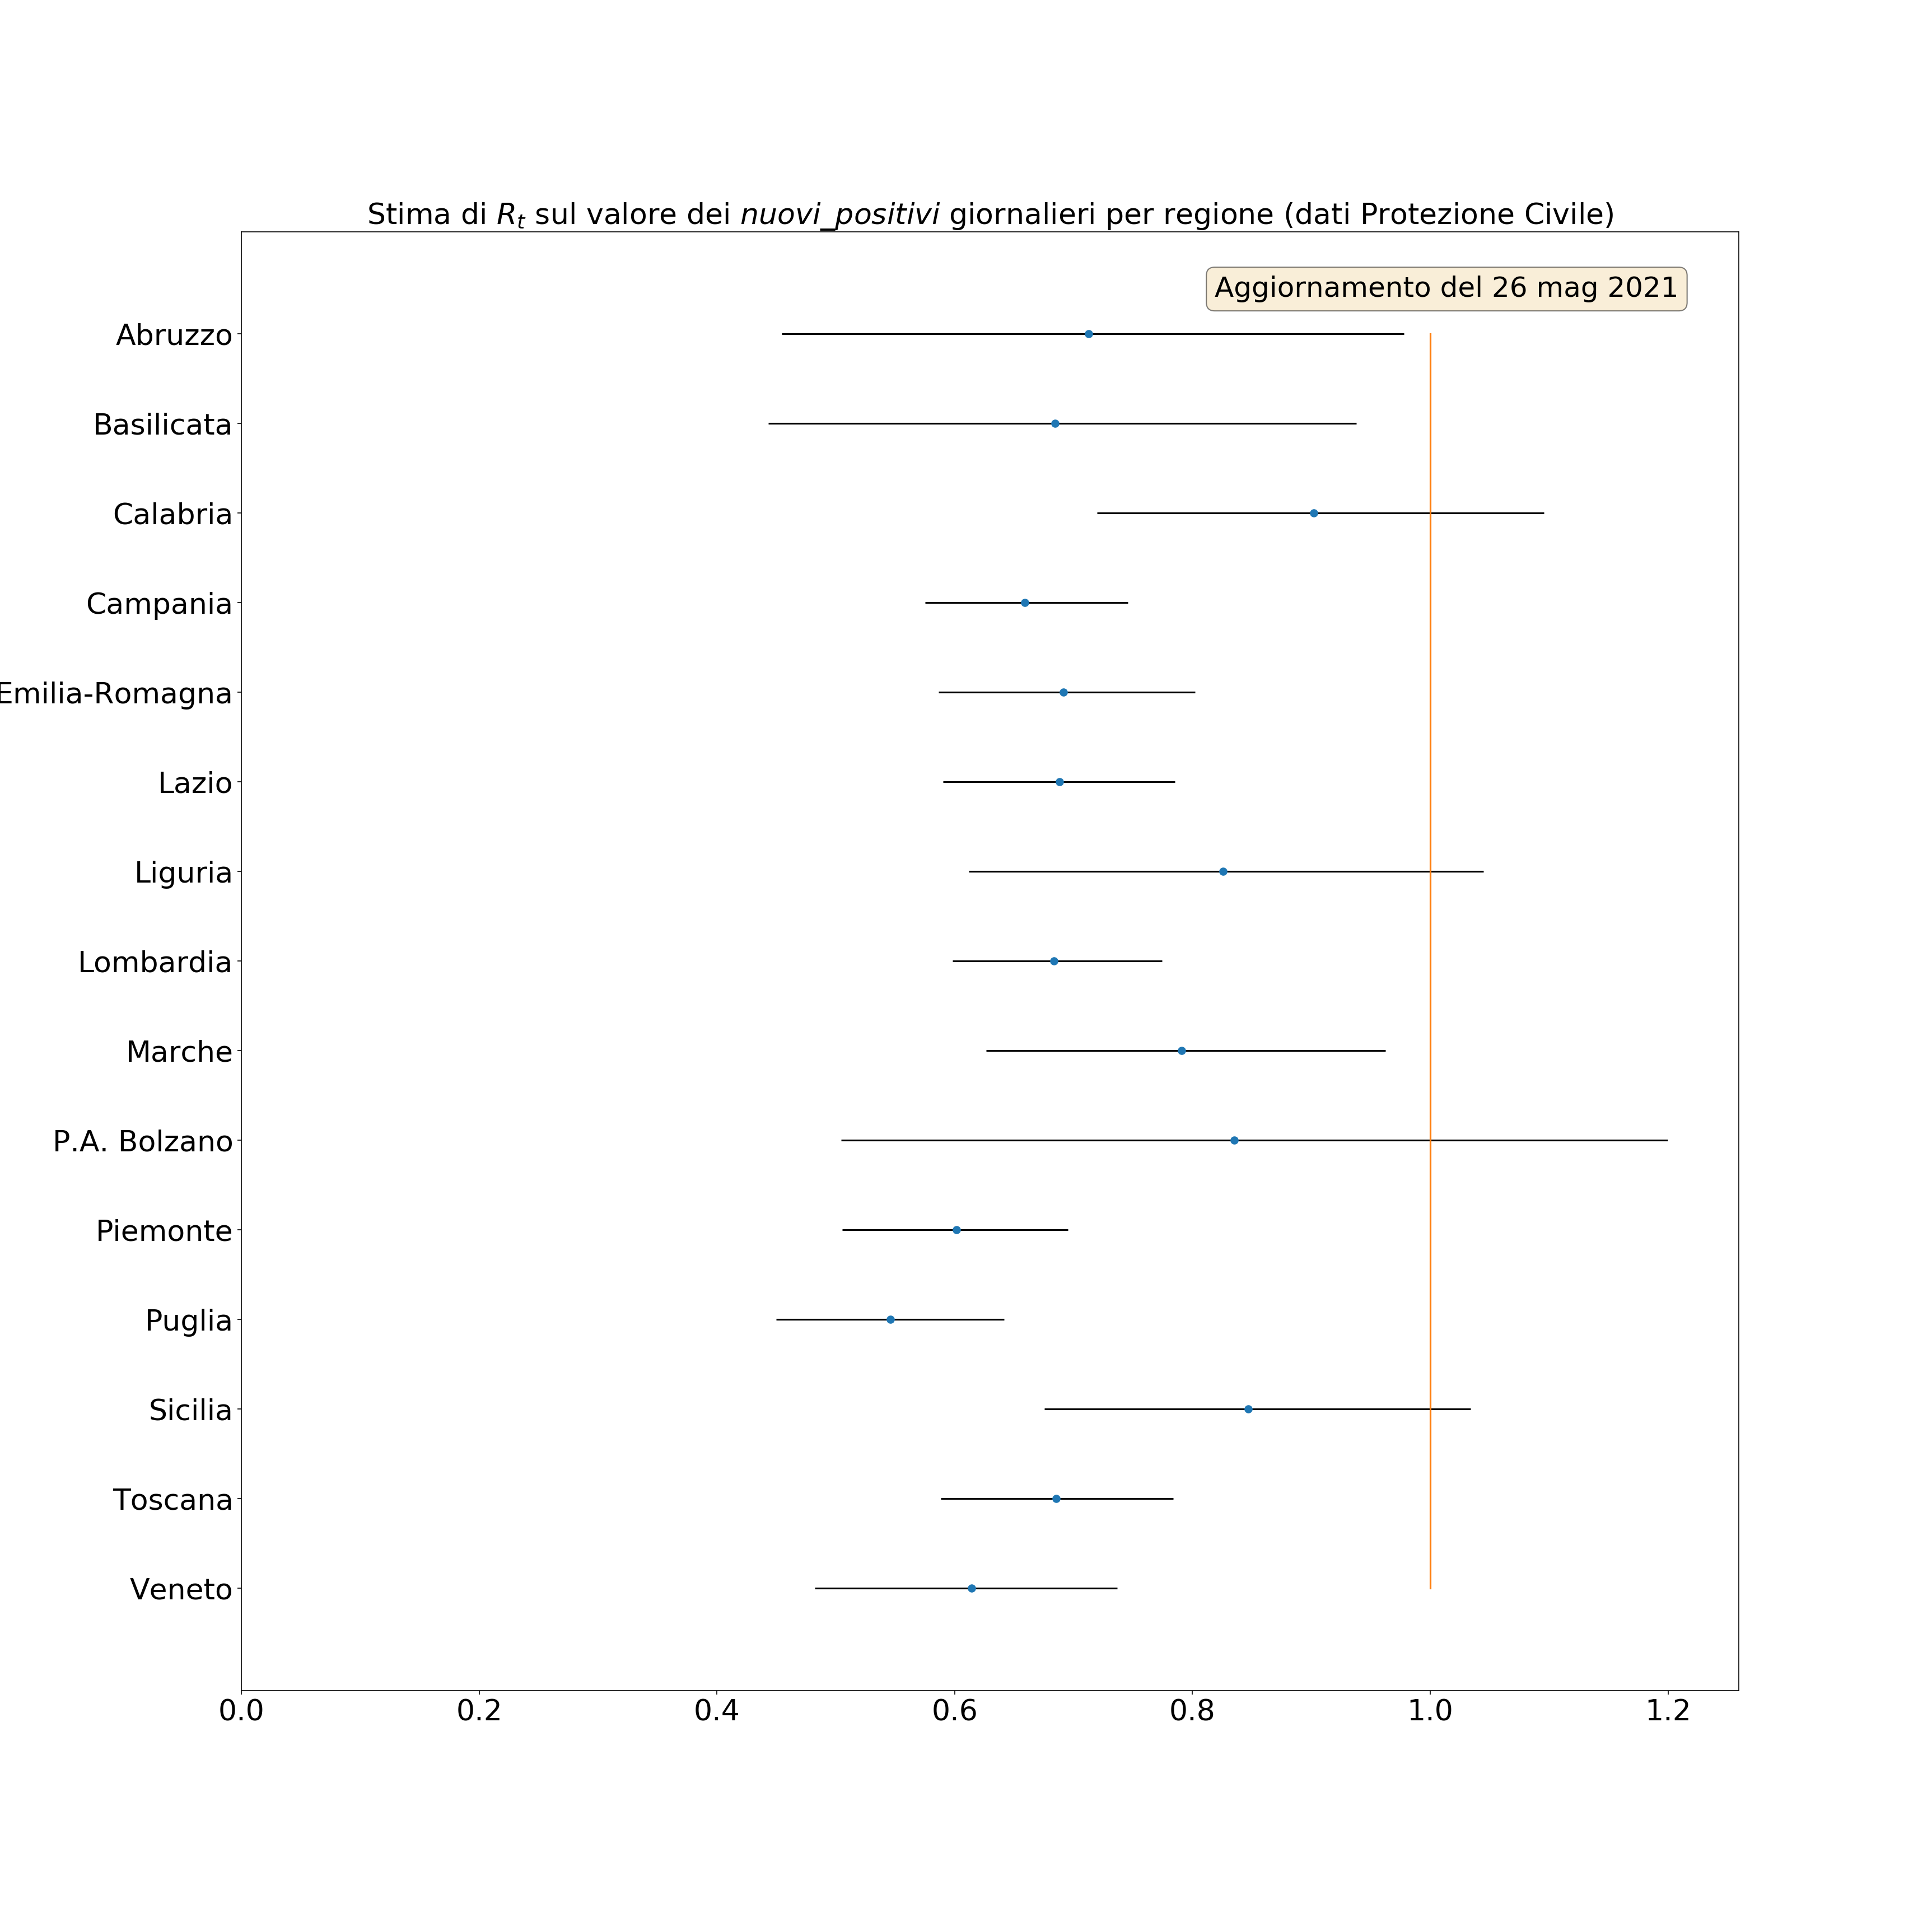 Stima di Rt sul valore dei nuovi_positivi giornalieri per regione (dati Protezione Civile)
Aggiornamento del 26 mag 2021
Abruzzo
Basilicata
Calabria
Campania
Emilia-Romagna
Lazio
Liguria
Lombardia
Marche
P.A. Bolzano
Piemonte
Puglia
Sicilia
Toscana
Veneto
0.0 0.2 0.4 0.6 0.8 1.0 1.2